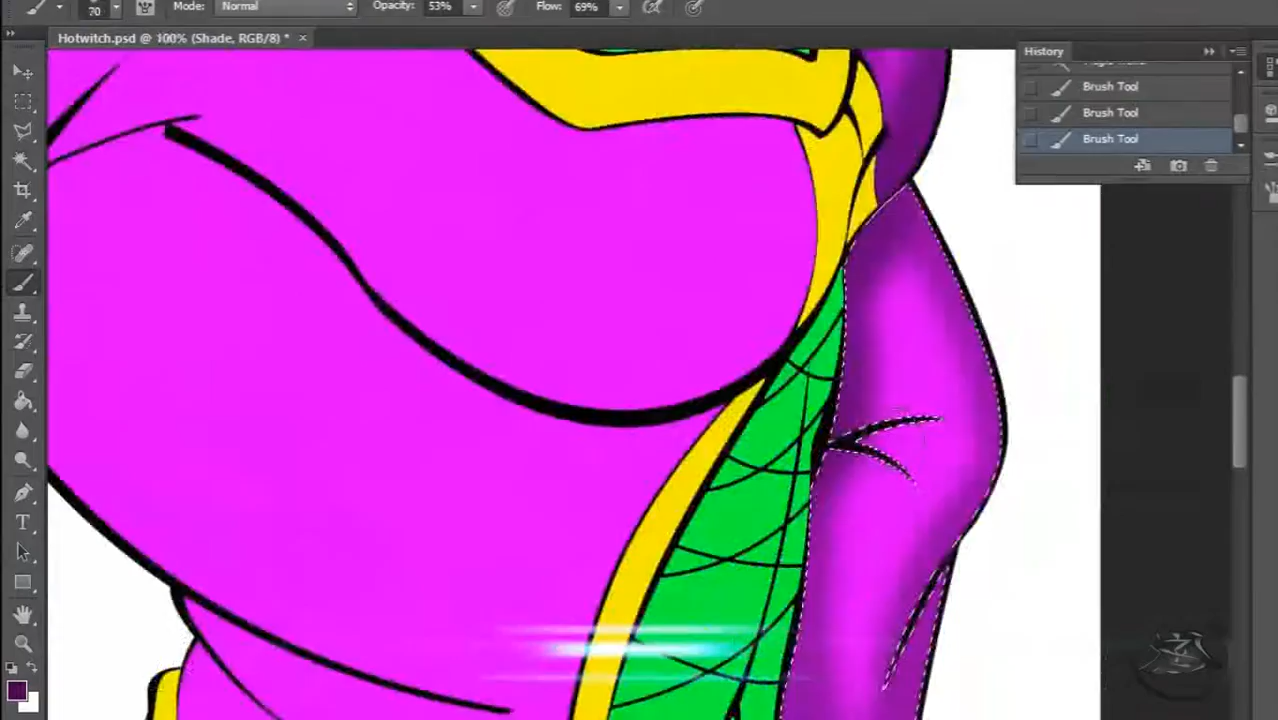 70 Mode: Normal Opacity: 53% Flow: 69%
Hotwitch.psd @ 100% (Shade, RGB/8) *
History
Brush Tool
Brush Tool
Brush Tool
T